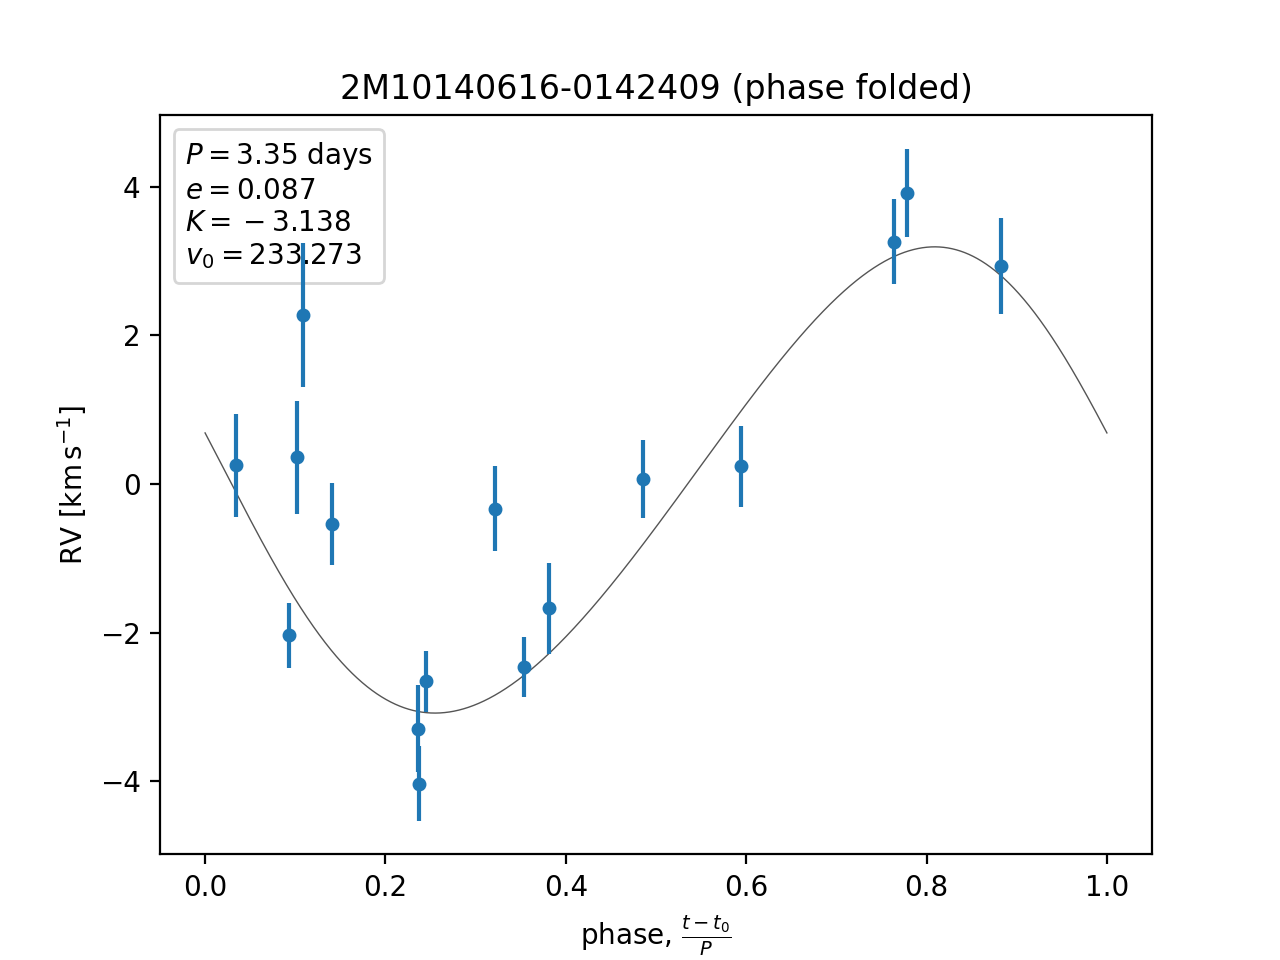 2M10140616-0142409 (phase folded)
P = 3.35 days
e = 0.087
K = −3.138
v₀ = 233.273
4
2
0
−2
−4
RV [km s⁻¹]
0.0 0.2 0.4 0.6 0.8 1.0
phase, (t − t₀)/P